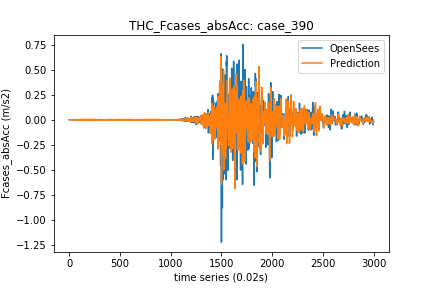 THC_Fcases_absAcc: case_390
OpenSees
Prediction
Fcases_absAcc (m/s2)
0.75
0.50
0.25
0.00
−0.25
−0.50
−0.75
−1.00
−1.25
0 500 1000 1500 2000 2500 3000
time series (0.02s)